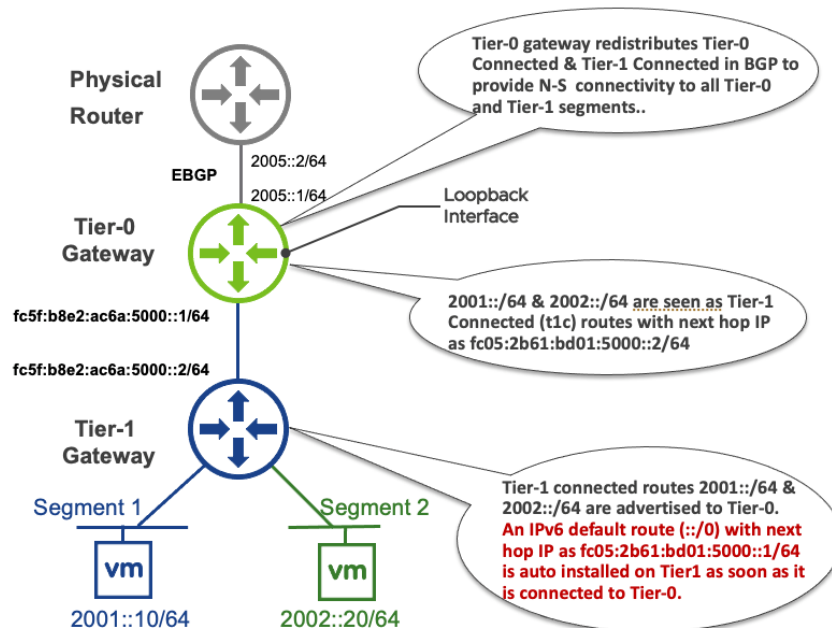 Tier-0 gateway redistributes Tier-0
Connected & Tier-1 Connected in BGP to
provide N-S connectivity to all Tier-0
and Tier-1 segments..
Physical
Router
2005::2/64
EBGP
2005::1/64
Loopback
Interface
Tier-0
Gateway
2001::/64 & 2002::/64 are seen as Tier-1
Connected (t1c) routes with next hop IP
as fc05:2b61:bd01:5000::2/64
fc5f:b8e2:ac6a:5000::1/64
fc5f:b8e2:ac6a:5000::2/64
Tier-1
Gateway
Tier-1 connected routes 2001::/64 &
2002::/64 are advertised to Tier-0.
An IPv6 default route (::/0) with next
hop IP as fc05:2b61:bd01:5000::1/64
is auto installed on Tier1 as soon as it
is connected to Tier-0.
Segment 1
Segment 2
vm
vm
2001::10/64
2002::20/64